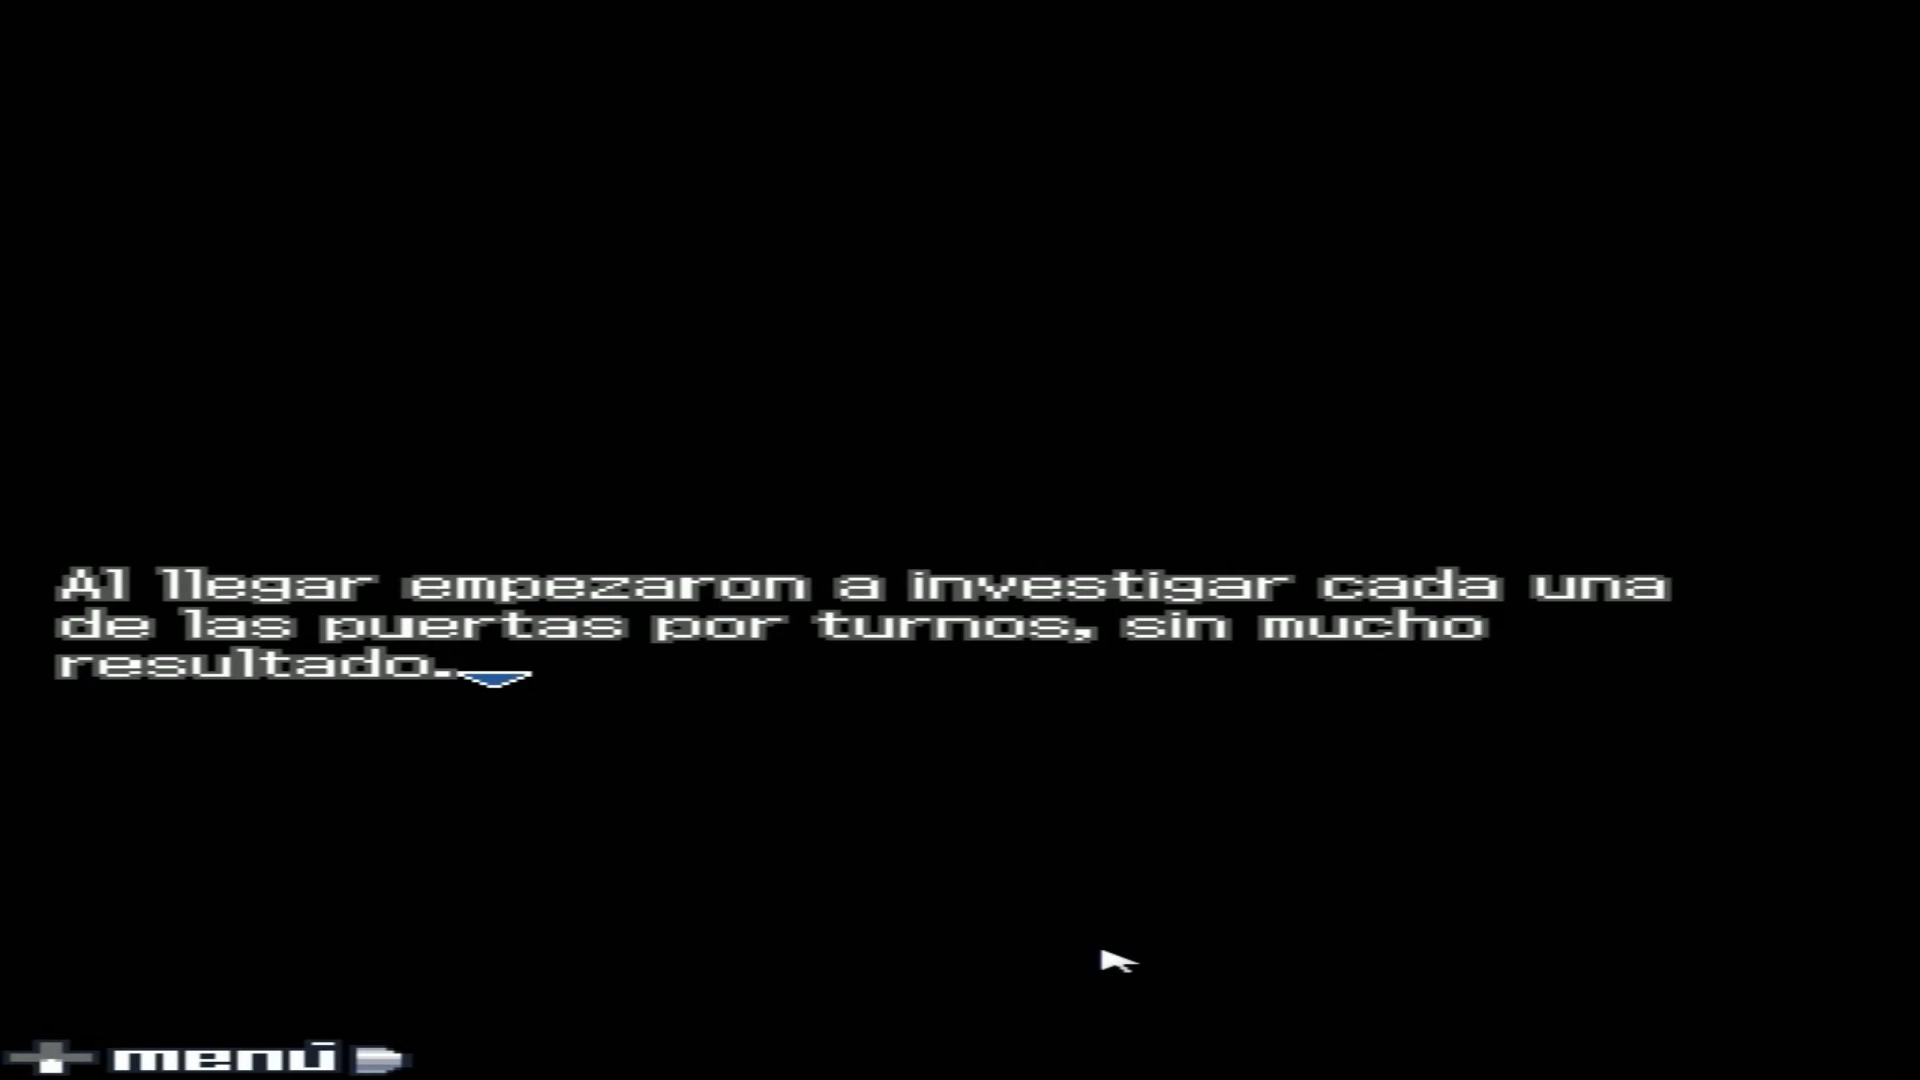 Al llegar empezaron a investigar cada una
de las puertas por turnos, sin mucho
resultado.
menú